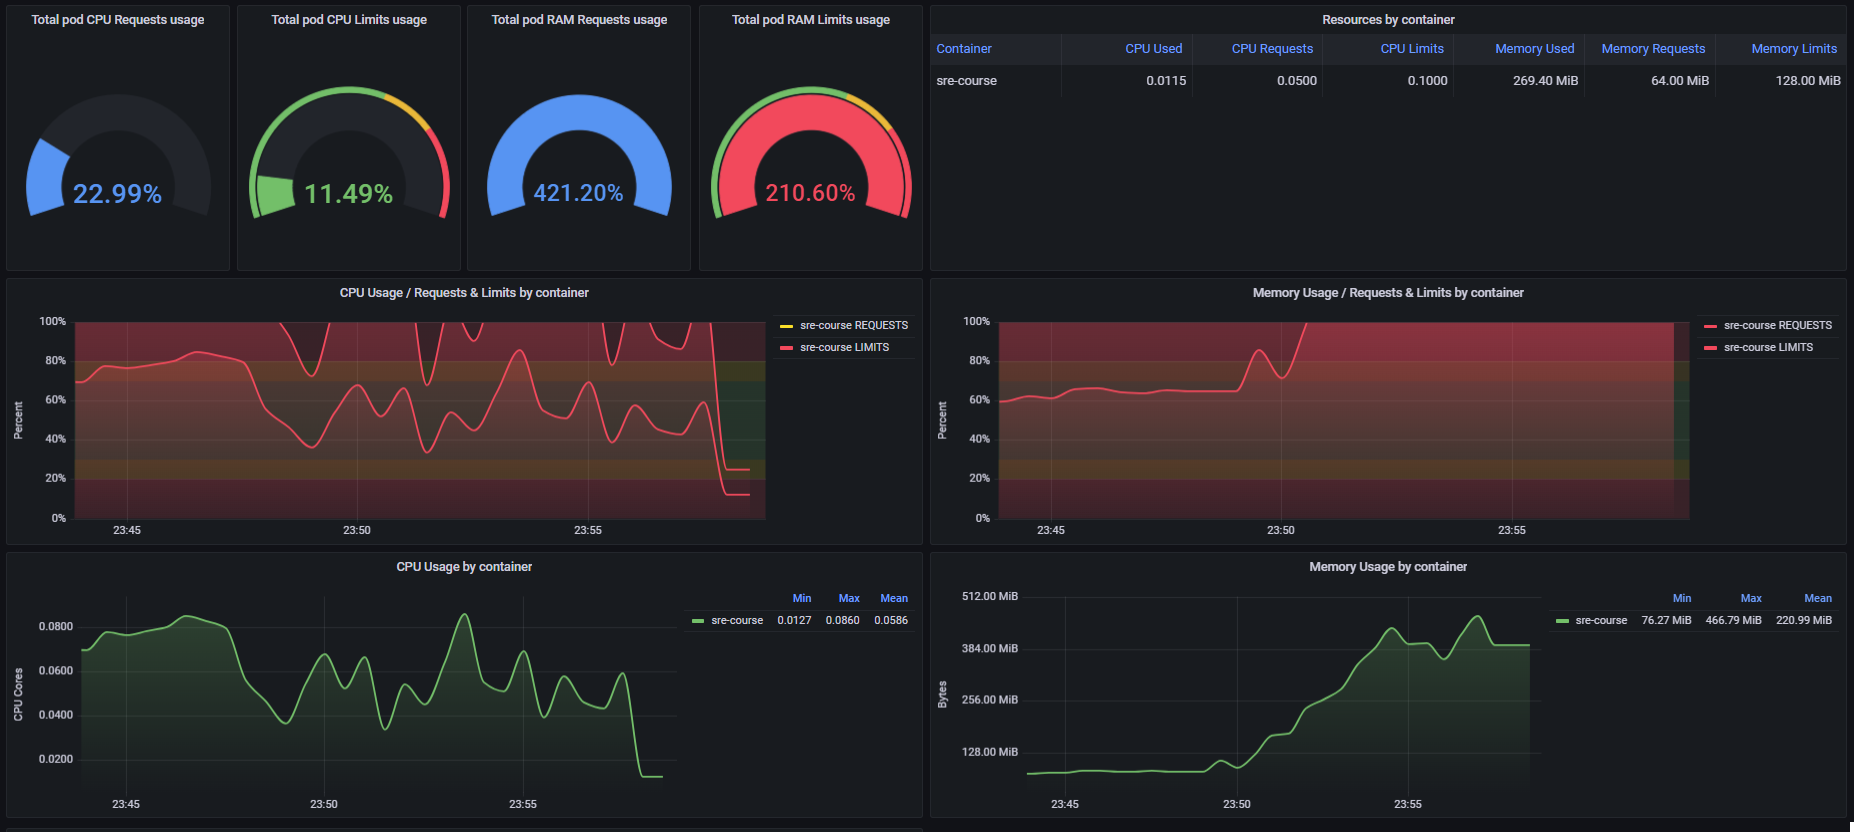 Total pod CPU Requests usage
22.99%
Total pod CPU Limits usage
11.49%
Total pod RAM Requests usage
421.20%
Total pod RAM Limits usage
210.60%
Resources by container
Container CPU Used CPU Requests CPU Limits Memory Used Memory Requests Memory Limits
sre-course 0.0115 0.0500 0.1000 269.40 MiB 64.00 MiB 128.00 MiB
CPU Usage / Requests & Limits by container
Percent
100%
80%
60%
40%
20%
0%
23:45 23:50 23:55
sre-course REQUESTS
sre-course LIMITS
Memory Usage / Requests & Limits by container
Percent
100%
80%
60%
40%
20%
0%
23:45 23:50 23:55
sre-course REQUESTS
sre-course LIMITS
CPU Usage by container
CPU Cores
0.0800
0.0600
0.0400
0.0200
23:45 23:50 23:55
Min Max Mean
sre-course 0.0127 0.0860 0.0586
Memory Usage by container
Bytes
512.00 MiB
384.00 MiB
256.00 MiB
128.00 MiB
23:45 23:50 23:55
Min Max Mean
sre-course 76.27 MiB 466.79 MiB 220.99 MiB